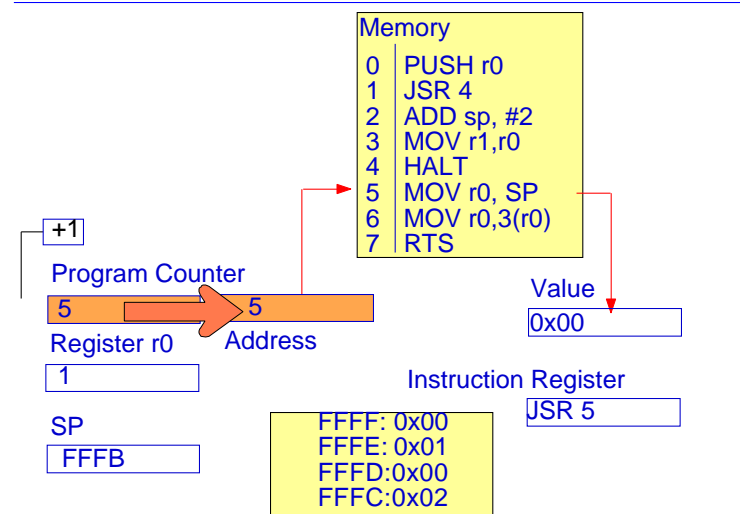 Memory
0 PUSH r0
1 JSR 4
2 ADD sp, #2
3 MOV r1,r0
4 HALT
5 MOV r0, SP
6 MOV r0,3(r0)
7 RTS
+1
Program Counter
5
5
Address
Value
0x00
Register r0
1
Instruction Register
JSR 5
SP
FFFB
FFFF: 0x00
FFFE: 0x01
FFFD:0x00
FFFC:0x02